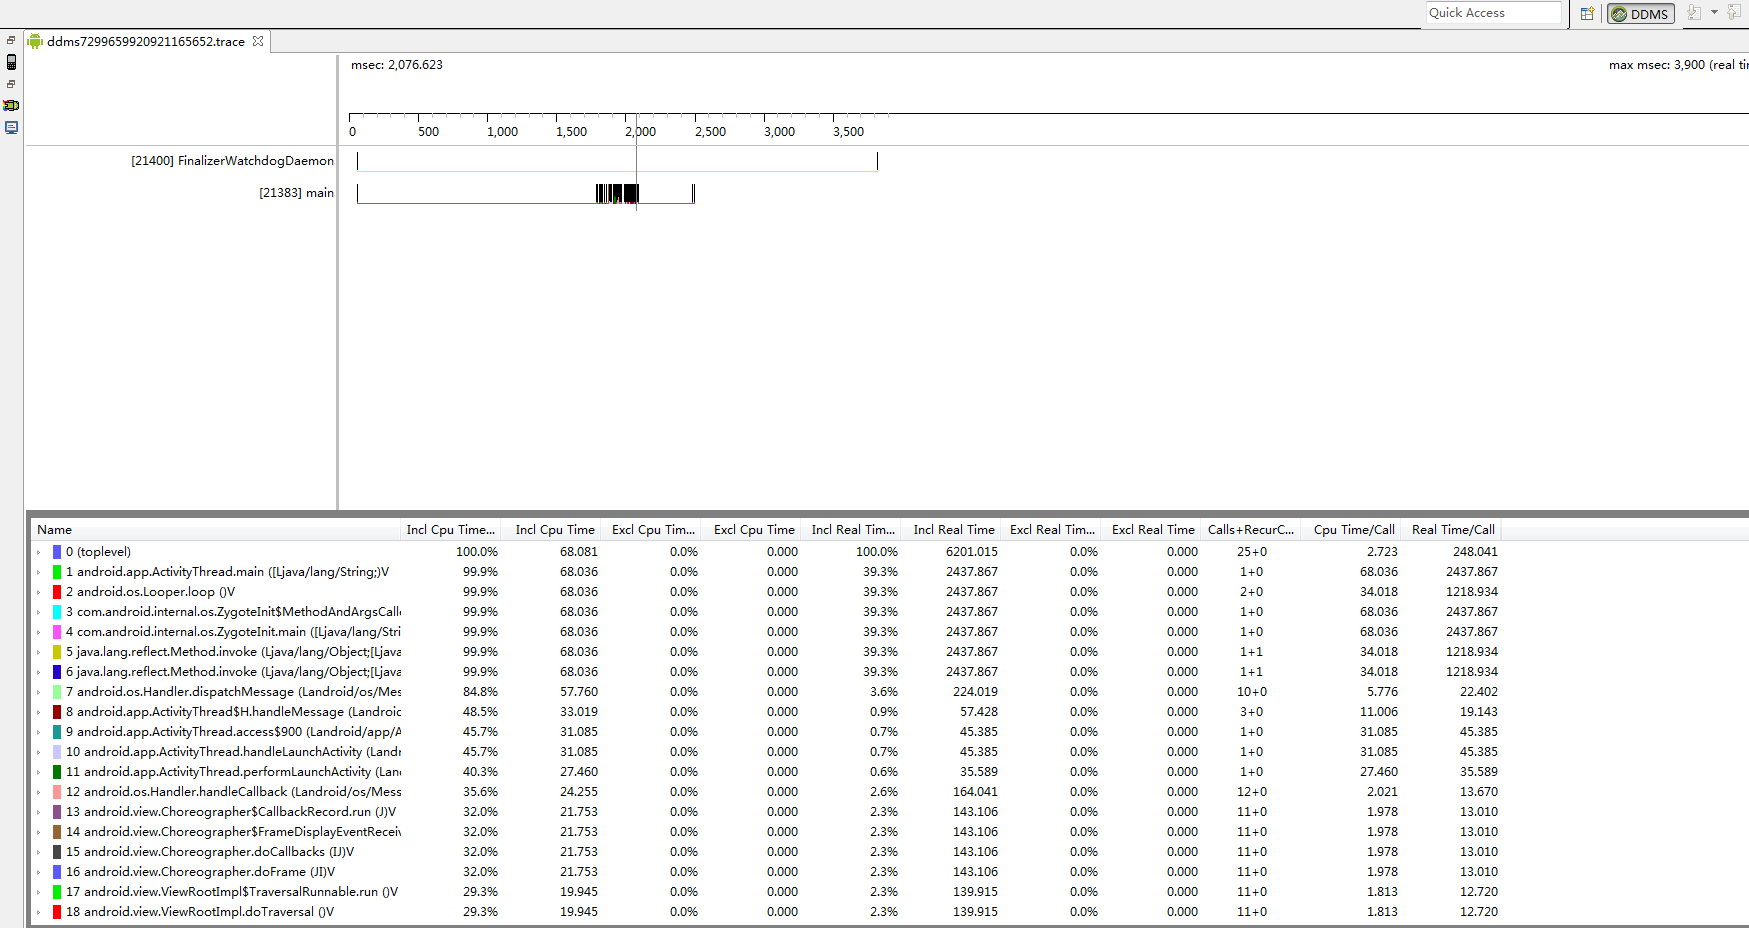 Quick Access
DDMS
ddms7299659920921165652.trace
msec: 2,076.623 max msec: 3,900 (real tir
0 500 1,000 1,500 2,000 2,500 3,000 3,500
[21400] FinalizerWatchdogDaemon
[21383] main
Name Incl Cpu Time... Incl Cpu Time Excl Cpu Tim... Excl Cpu Time Incl Real Tim... Incl Real Time Excl Real Tim... Excl Real Time Calls+RecurC... Cpu Time/Call Real Time/Call
0 (toplevel) 100.0% 68.081 0.0% 0.000 100.0% 6201.015 0.0% 0.000 25+0 2.723 248.041
1 android.app.ActivityThread.main ([Ljava/lang/String;)V 99.9% 68.036 0.0% 0.000 39.3% 2437.867 0.0% 0.000 1+0 68.036 2437.867
2 android.os.Looper.loop ()V 99.9% 68.036 0.0% 0.000 39.3% 2437.867 0.0% 0.000 2+0 34.018 1218.934
3 com.android.internal.os.ZygoteInit$MethodAndArgsCalle 99.9% 68.036 0.0% 0.000 39.3% 2437.867 0.0% 0.000 1+0 68.036 2437.867
4 com.android.internal.os.ZygoteInit.main ([Ljava/lang/Stri 99.9% 68.036 0.0% 0.000 39.3% 2437.867 0.0% 0.000 1+0 68.036 2437.867
5 java.lang.reflect.Method.invoke (Ljava/lang/Object;[Ljava 99.9% 68.036 0.0% 0.000 39.3% 2437.867 0.0% 0.000 1+1 34.018 1218.934
6 java.lang.reflect.Method.invoke (Ljava/lang/Object;[Ljava 99.9% 68.036 0.0% 0.000 39.3% 2437.867 0.0% 0.000 1+1 34.018 1218.934
7 android.os.Handler.dispatchMessage (Landroid/os/Mes 84.8% 57.760 0.0% 0.000 3.6% 224.019 0.0% 0.000 10+0 5.776 22.402
8 android.app.ActivityThread$H.handleMessage (Landroic 48.5% 33.019 0.0% 0.000 0.9% 57.428 0.0% 0.000 3+0 11.006 19.143
9 android.app.ActivityThread.access$900 (Landroid/app/A 45.7% 31.085 0.0% 0.000 0.7% 45.385 0.0% 0.000 1+0 31.085 45.385
10 android.app.ActivityThread.handleLaunchActivity (Landr 45.7% 31.085 0.0% 0.000 0.7% 45.385 0.0% 0.000 1+0 31.085 45.385
11 android.app.ActivityThread.performLaunchActivity (Lan 40.3% 27.460 0.0% 0.000 0.6% 35.589 0.0% 0.000 1+0 27.460 35.589
12 android.os.Handler.handleCallback (Landroid/os/Mess 35.6% 24.255 0.0% 0.000 2.6% 164.041 0.0% 0.000 12+0 2.021 13.670
13 android.view.Choreographer$CallbackRecord.run (J)V 32.0% 21.753 0.0% 0.000 2.3% 143.106 0.0% 0.000 11+0 1.978 13.010
14 android.view.Choreographer$FrameDisplayEventReceiv 32.0% 21.753 0.0% 0.000 2.3% 143.106 0.0% 0.000 11+0 1.978 13.010
15 android.view.Choreographer.doCallbacks (IJ)V 32.0% 21.753 0.0% 0.000 2.3% 143.106 0.0% 0.000 11+0 1.978 13.010
16 android.view.Choreographer.doFrame (JI)V 32.0% 21.753 0.0% 0.000 2.3% 143.106 0.0% 0.000 11+0 1.978 13.010
17 android.view.ViewRootImpl$TraversalRunnable.run ()V 29.3% 19.945 0.0% 0.000 2.3% 139.915 0.0% 0.000 11+0 1.813 12.720
18 android.view.ViewRootImpl.doTraversal ()V 29.3% 19.945 0.0% 0.000 2.3% 139.915 0.0% 0.000 11+0 1.813 12.720